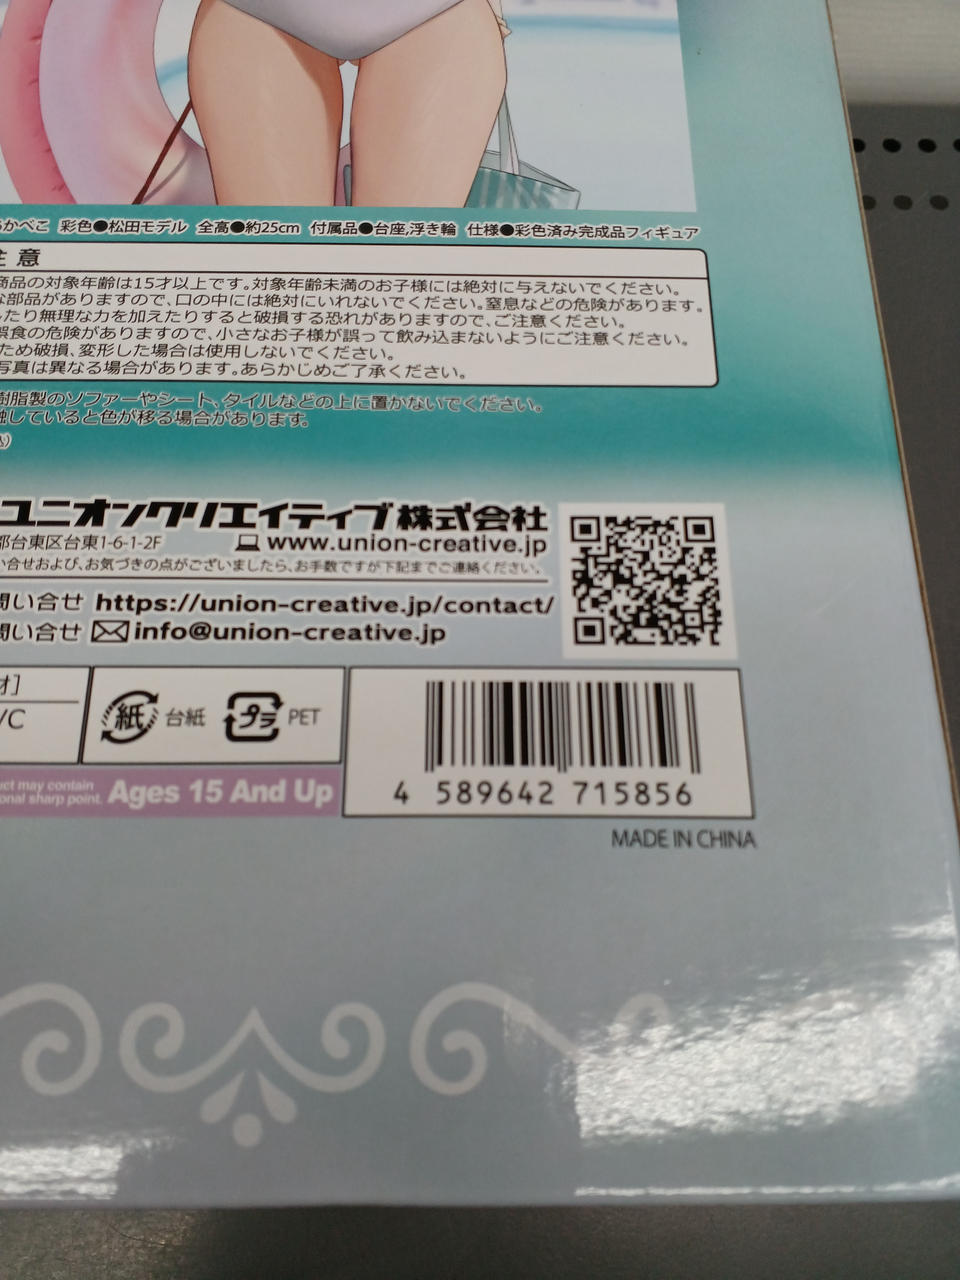 かべこ 彩色●松田モデル 全高●約25cm 付属品●台座,浮き輪 仕様●彩色済み完成品フィギュア
注意
商品の対象年齢は15才以上です。対象年齢未満のお子様には絶対に与えないでください。
な部品がありますので、口の中には絶対にいれないでください。窒息などの危険があります。
したり無理な力を加えたりすると破損する恐れがありますので、ご注意ください。
誤食の危険がありますので、小さなお子様が誤って飲み込まないようにご注意ください。
ため破損、変形した場合は使用しないでください。
写真は異なる場合があります。あらかじめご了承ください。
樹脂製のソファーやシート、タイルなどの上に置かないでください。
触していると色が移る場合があります。
ユニオンクリエイティブ株式会社
都台東区台東1-6-1-2F www.union-creative.jp
い合せおよび、お気づきの点がございましたら、お手数ですが下記までご連絡ください。
問い合せ https://union-creative.jp/contact/
問い合せ info@union-creative.jp
材]
/C
紙 台紙 プラ PET
uct may contain
onal sharp point.
Ages 15 And Up
4 589642 715856
MADE IN CHINA